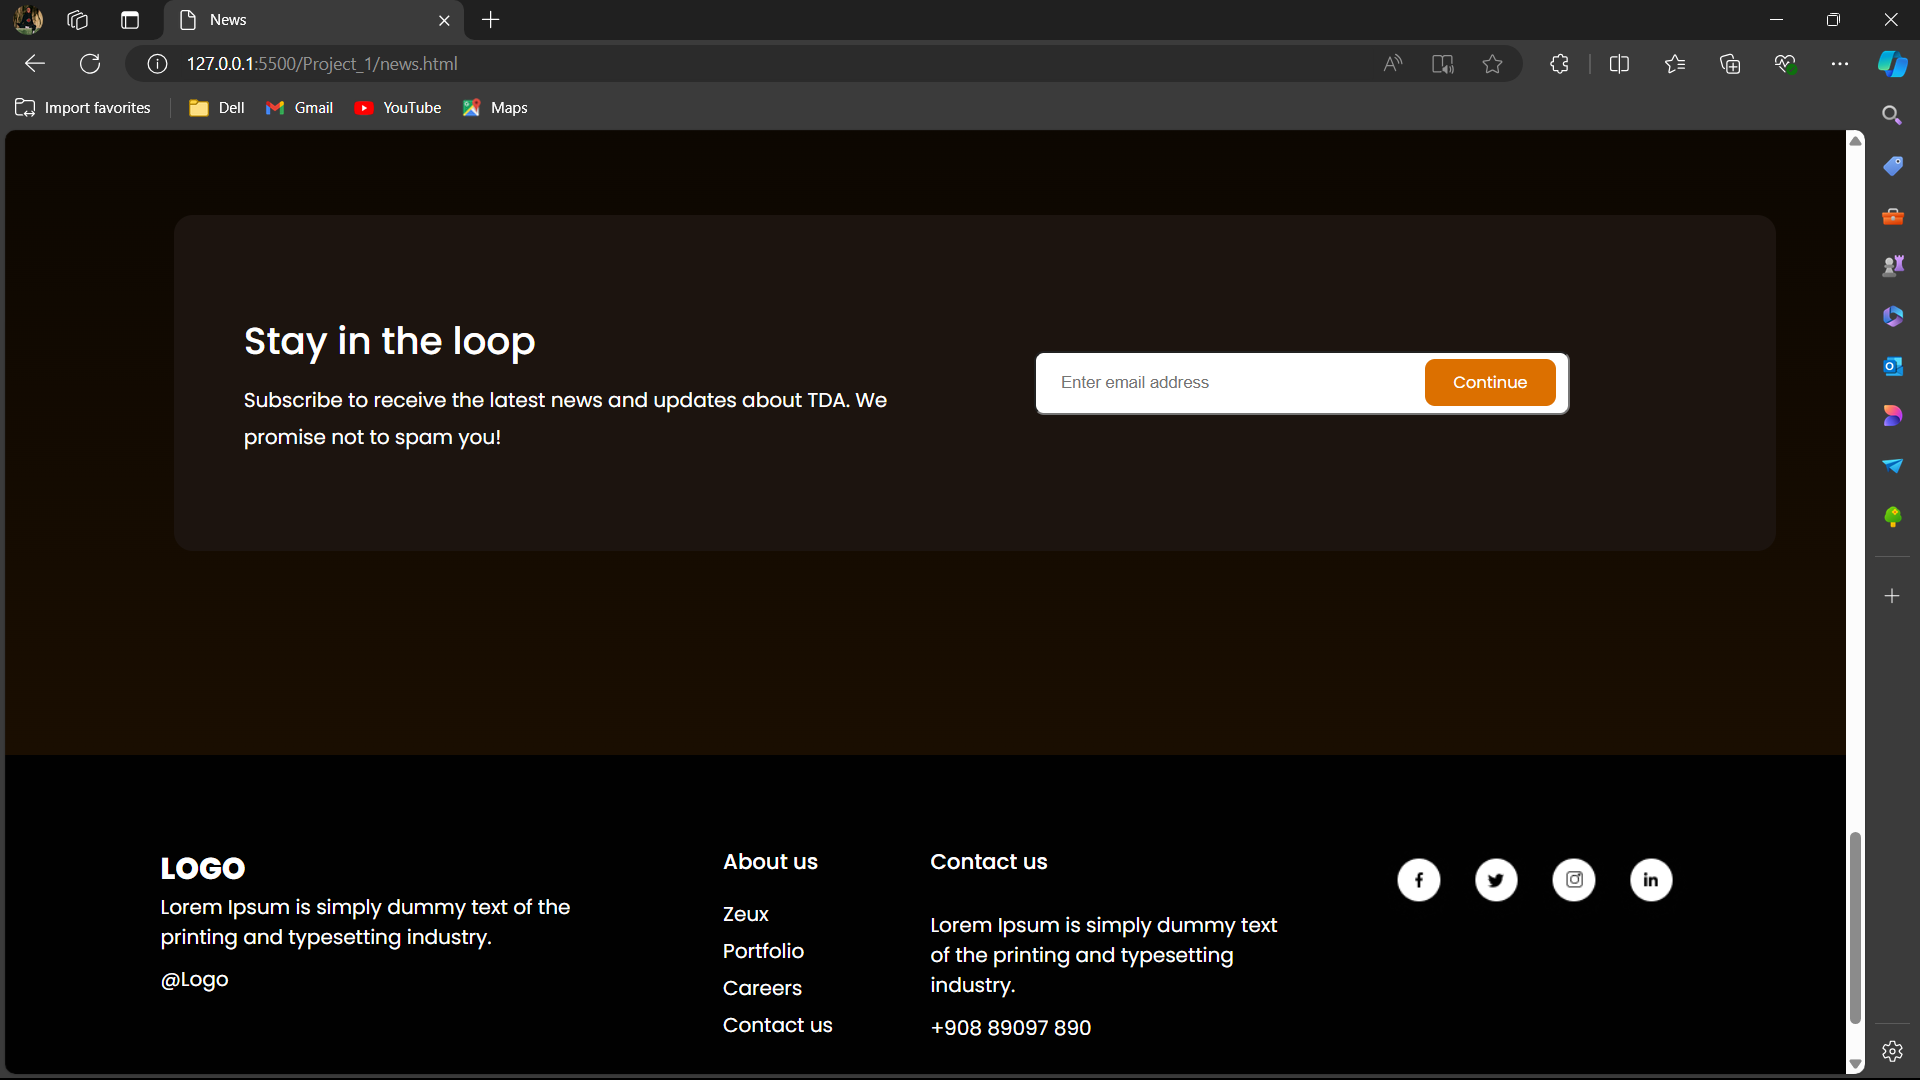 News
127.0.0.1:5500/Project_1/news.html
Import favorites
Dell
Gmail
YouTube
Maps
Stay in the loop
Subscribe to receive the latest news and updates about TDA. We
promise not to spam you!
Enter email address
Continue
LOGO
Lorem Ipsum is simply dummy text of the
printing and typesetting industry.
@Logo
About us
Zeux
Portfolio
Careers
Contact us
Contact us
Lorem Ipsum is simply dummy text
of the printing and typesetting
industry.
+908 89097 890